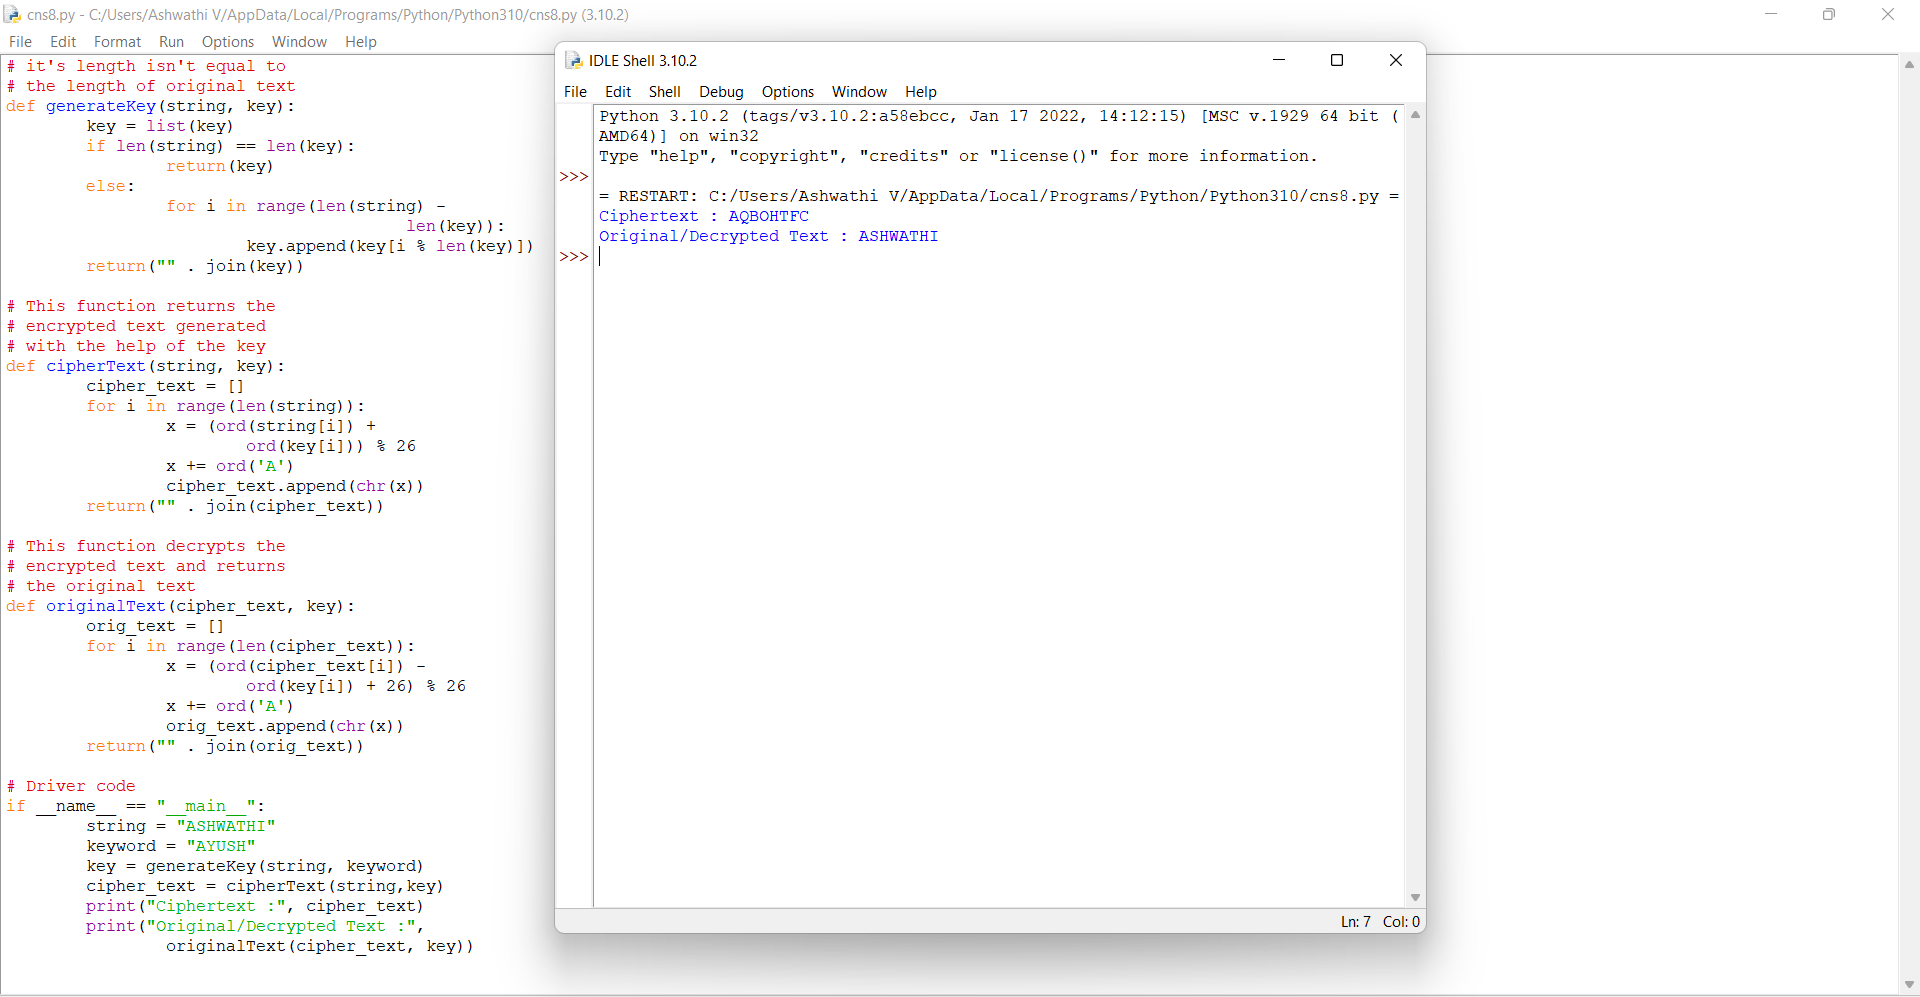 cns8.py - C:/Users/Ashwathi V/AppData/Local/Programs/Python/Python310/cns8.py (3.10.2)
File Edit Format Run Options Window Help
# it's length isn't equal to
# the length of original text
def generateKey(string, key):
        key = list(key)
        if len(string) == len(key):
                return(key)
        else:
                for i in range(len(string) -
                                        len(key)):
                        key.append(key[i % len(key)])
        return("" . join(key))

# This function returns the
# encrypted text generated
# with the help of the key
def cipherText(string, key):
        cipher_text = []
        for i in range(len(string)):
                x = (ord(string[i]) +
                        ord(key[i])) % 26
                x += ord('A')
                cipher_text.append(chr(x))
        return("" . join(cipher_text))

# This function decrypts the
# encrypted text and returns
# the original text
def originalText(cipher_text, key):
        orig_text = []
        for i in range(len(cipher_text)):
                x = (ord(cipher_text[i]) -
                        ord(key[i]) + 26) % 26
                x += ord('A')
                orig_text.append(chr(x))
        return("" . join(orig_text))

# Driver code
if __name__ == "__main__":
        string = "ASHWATHI"
        keyword = "AYUSH"
        key = generateKey(string, keyword)
        cipher_text = cipherText(string,key)
        print("Ciphertext :", cipher_text)
        print("Original/Decrypted Text :",
                originalText(cipher_text, key))
IDLE Shell 3.10.2
File Edit Shell Debug Options Window Help
Python 3.10.2 (tags/v3.10.2:a58ebcc, Jan 17 2022, 14:12:15) [MSC v.1929 64 bit (
AMD64)] on win32
Type "help", "copyright", "credits" or "license()" for more information.
>>>
= RESTART: C:/Users/Ashwathi V/AppData/Local/Programs/Python/Python310/cns8.py =
Ciphertext : AQBOHTFC
Original/Decrypted Text : ASHWATHI
>>>
Ln: 7 Col: 0